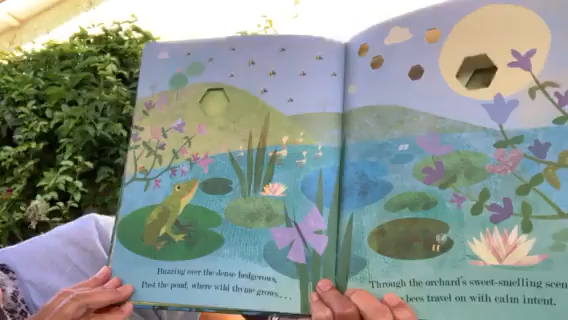 Buzzing over the dense hedgerows,
Past the pond, where wild thyme grows...
Through the orchard's sweet-smelling
bees travel on with calm intent.